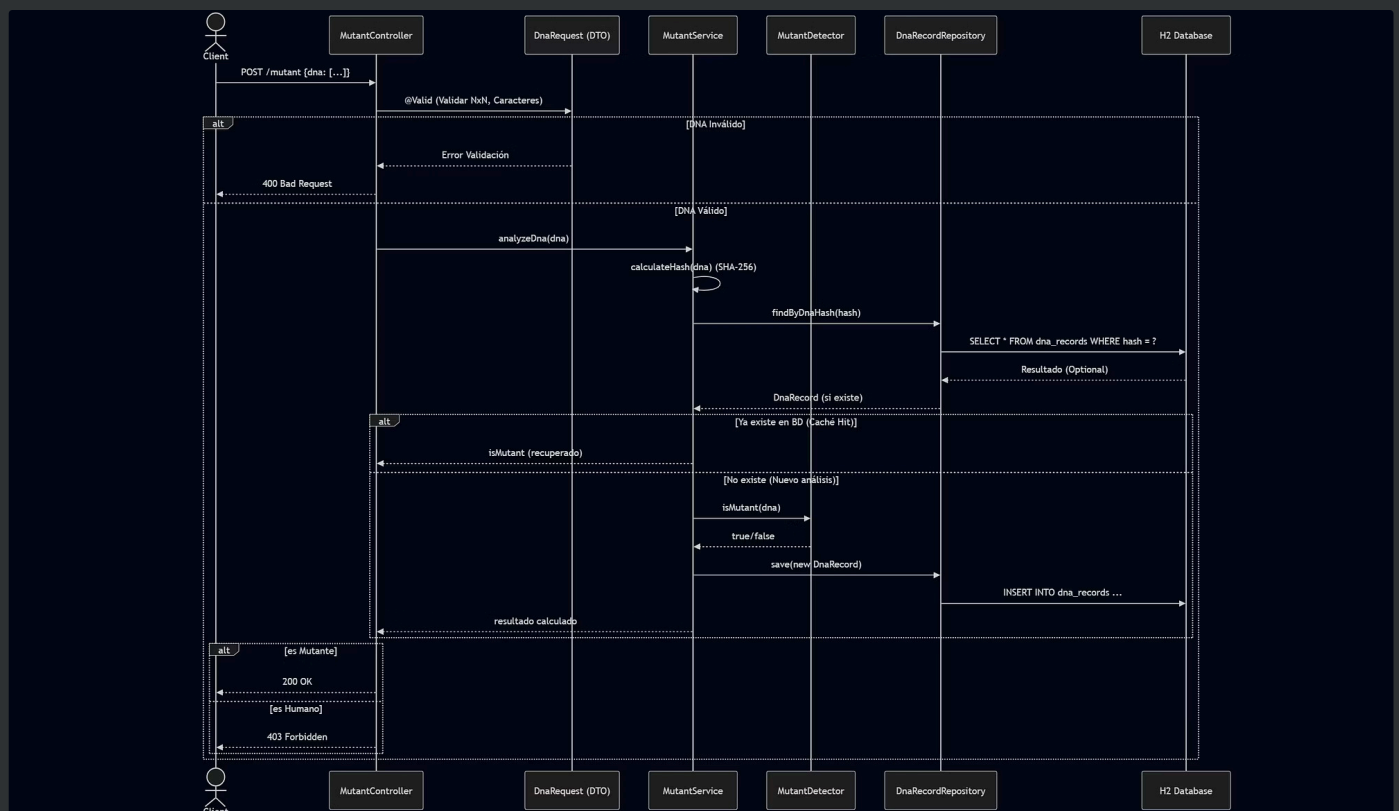 Client
MutantController
DnaRequest (DTO)
MutantService
MutantDetector
DnaRecordRepository
H2 Database
POST /mutant {dna: [...]}
@Valid (Validar NxN, Caracteres)
alt
[DNA Inválido]
Error Validación
400 Bad Request
[DNA Válido]
analyzeDna(dna)
calculateHash(dna) (SHA-256)
findByDnaHash(hash)
SELECT * FROM dna_records WHERE hash = ?
Resultado (Optional)
DnaRecord (si existe)
alt
[Ya existe en BD (Caché Hit)]
isMutant (recuperado)
[No existe (Nuevo análisis)]
isMutant(dna)
true/false
save(new DnaRecord)
INSERT INTO dna_records ...
resultado calculado
alt
[es Mutante]
200 OK
[es Humano]
403 Forbidden
MutantController
DnaRequest (DTO)
MutantService
MutantDetector
DnaRecordRepository
H2 Database
Client